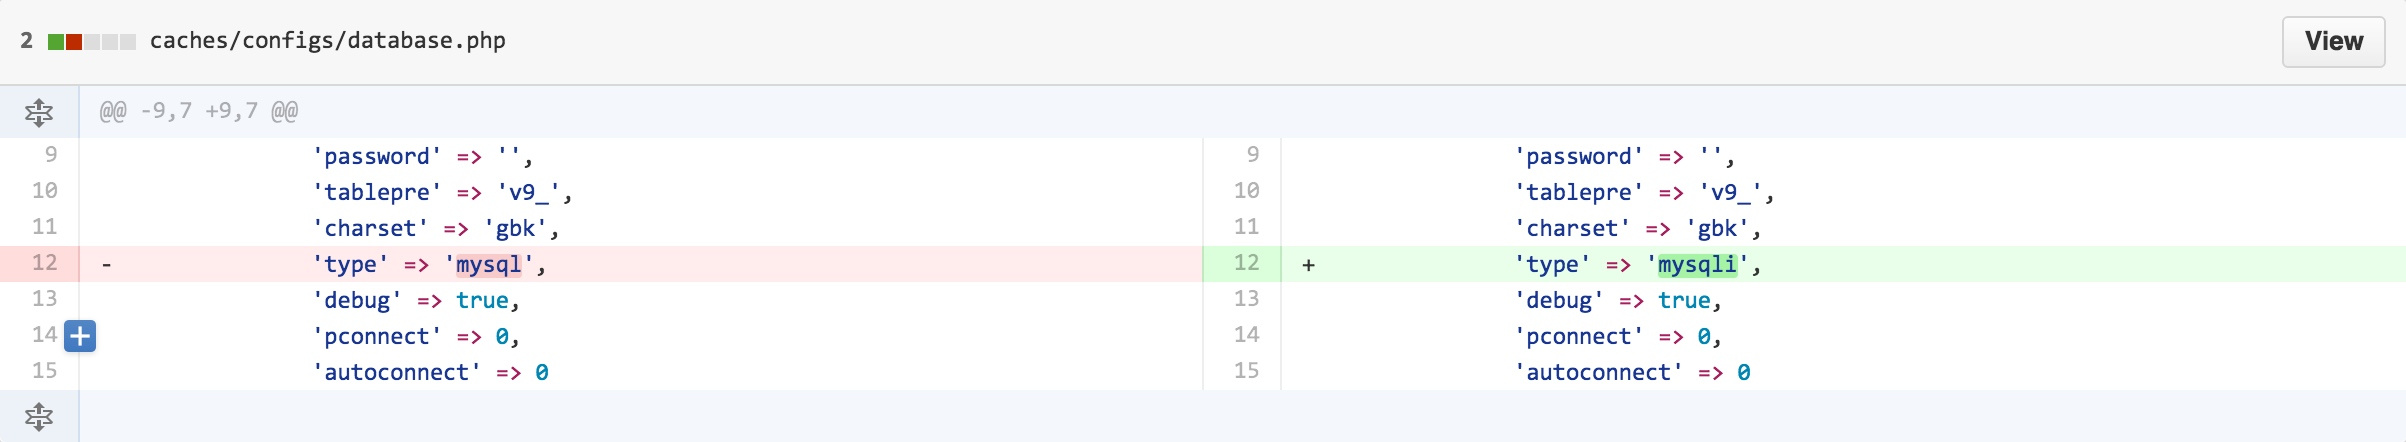 2 caches/configs/database.php View
@@ -9,7 +9,7 @@
9 'password' => '', 9 'password' => '',
10 'tablepre' => 'v9_', 10 'tablepre' => 'v9_',
11 'charset' => 'gbk', 11 'charset' => 'gbk',
12 - 'type' => 'mysql', 12 + 'type' => 'mysqli',
13 'debug' => true, 13 'debug' => true,
14 'pconnect' => 0, 14 'pconnect' => 0,
15 'autoconnect' => 0 15 'autoconnect' => 0